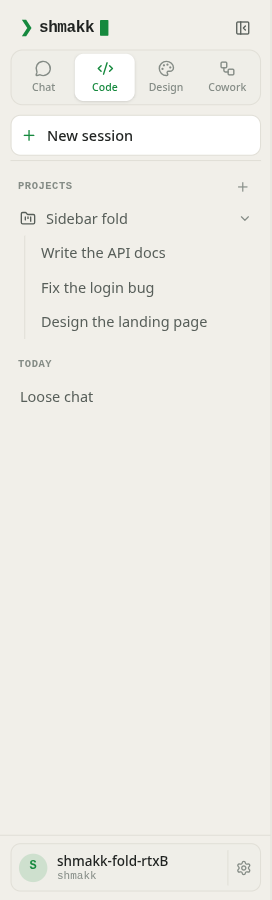 ❯ shmakk
Chat
Code
Design
Cowork
+ New session
PROJECTS
Sidebar fold
Write the API docs
Fix the login bug
Design the landing page
TODAY
Loose chat
S
shmakk-fold-rtxB
shmakk